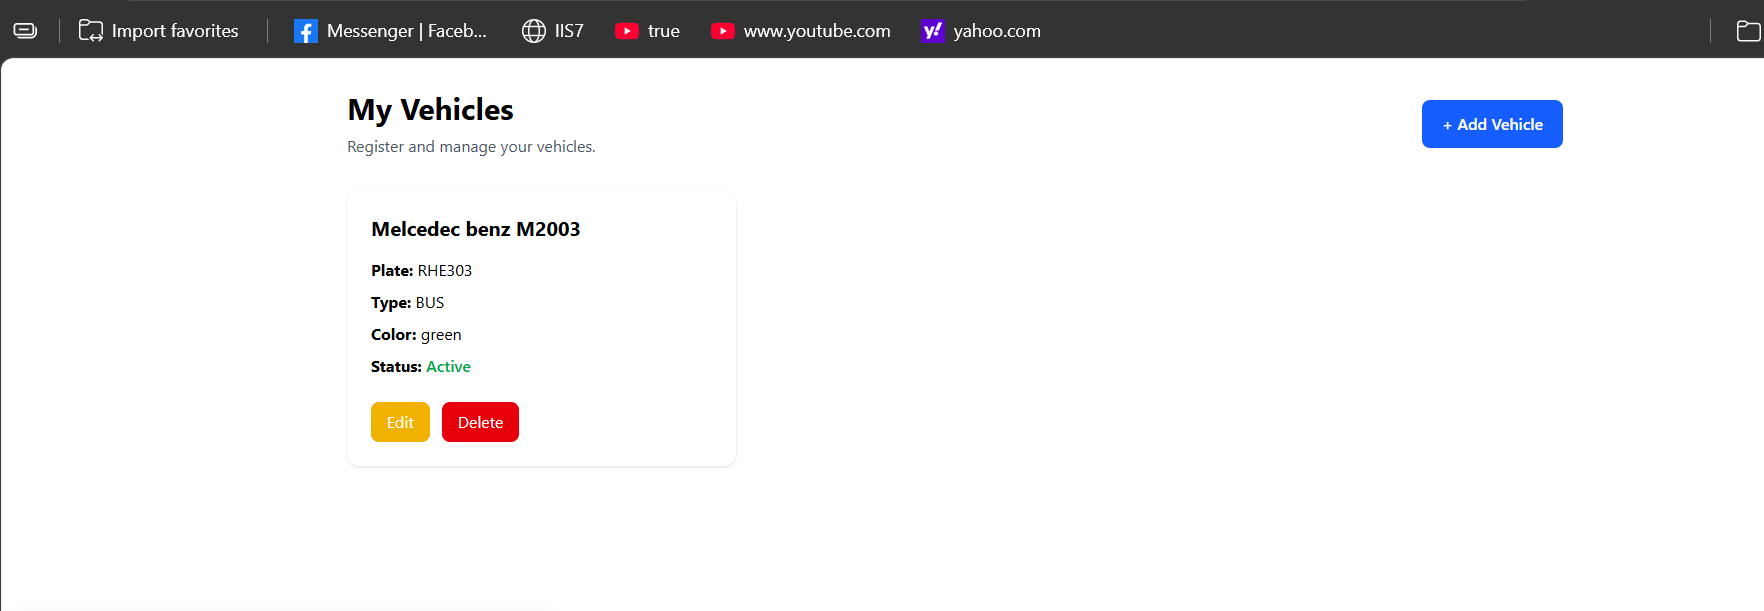 Import favorites
Messenger | Faceb...
IIS7
true
www.youtube.com
yahoo.com
My Vehicles
Register and manage your vehicles.
+ Add Vehicle
Melcedec benz M2003
Plate: RHE303
Type: BUS
Color: green
Status: Active
Edit
Delete